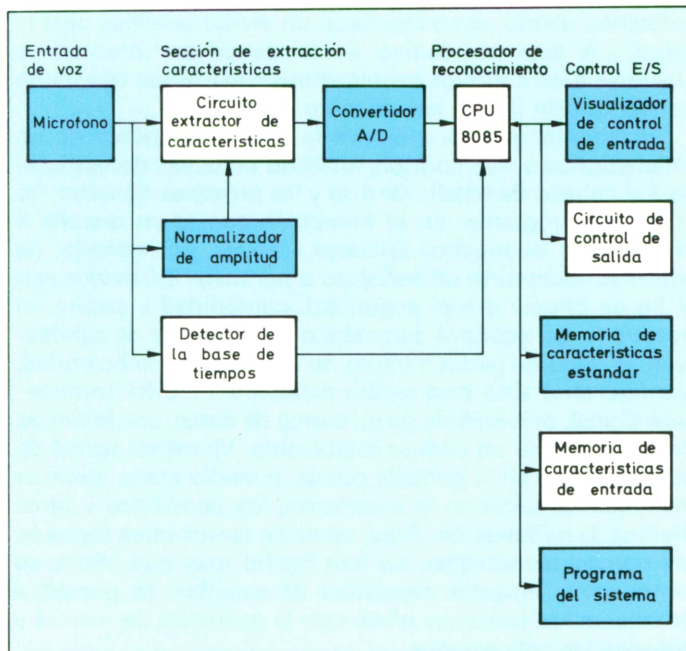 Entrada
de voz
Sección de extracción
características
Procesador de
reconocimiento
Control E/S
Microfono
Circuito
extractor de
caracteristicas
Convertidor
A/D
CPU
8085
Visualizador
de control
de entrada
Normalizador
de amplitud
Circuito de
control de
salida
Detector de
la base de
tiempos
Memoria de
caracteristicas
estandar
Memoria de
caracteristicas
de entrada
Programa
del sistema